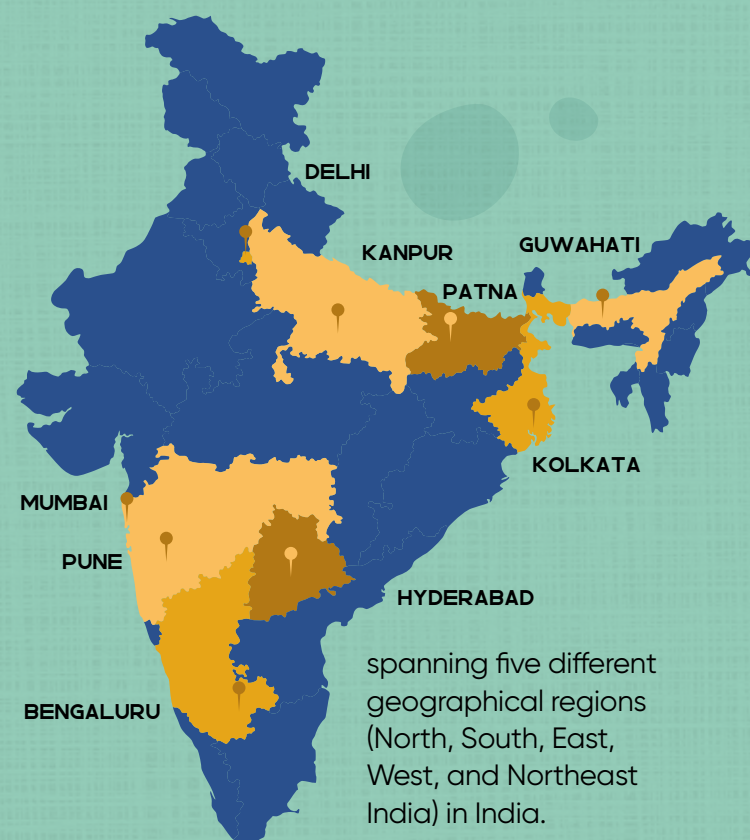 DELHI
KANPUR
GUWAHATI
PATNA
KOLKATA
MUMBAI
PUNE
HYDERABAD
BENGALURU
spanning five different
geographical regions
(North, South, East,
West, and Northeast
India) in India.